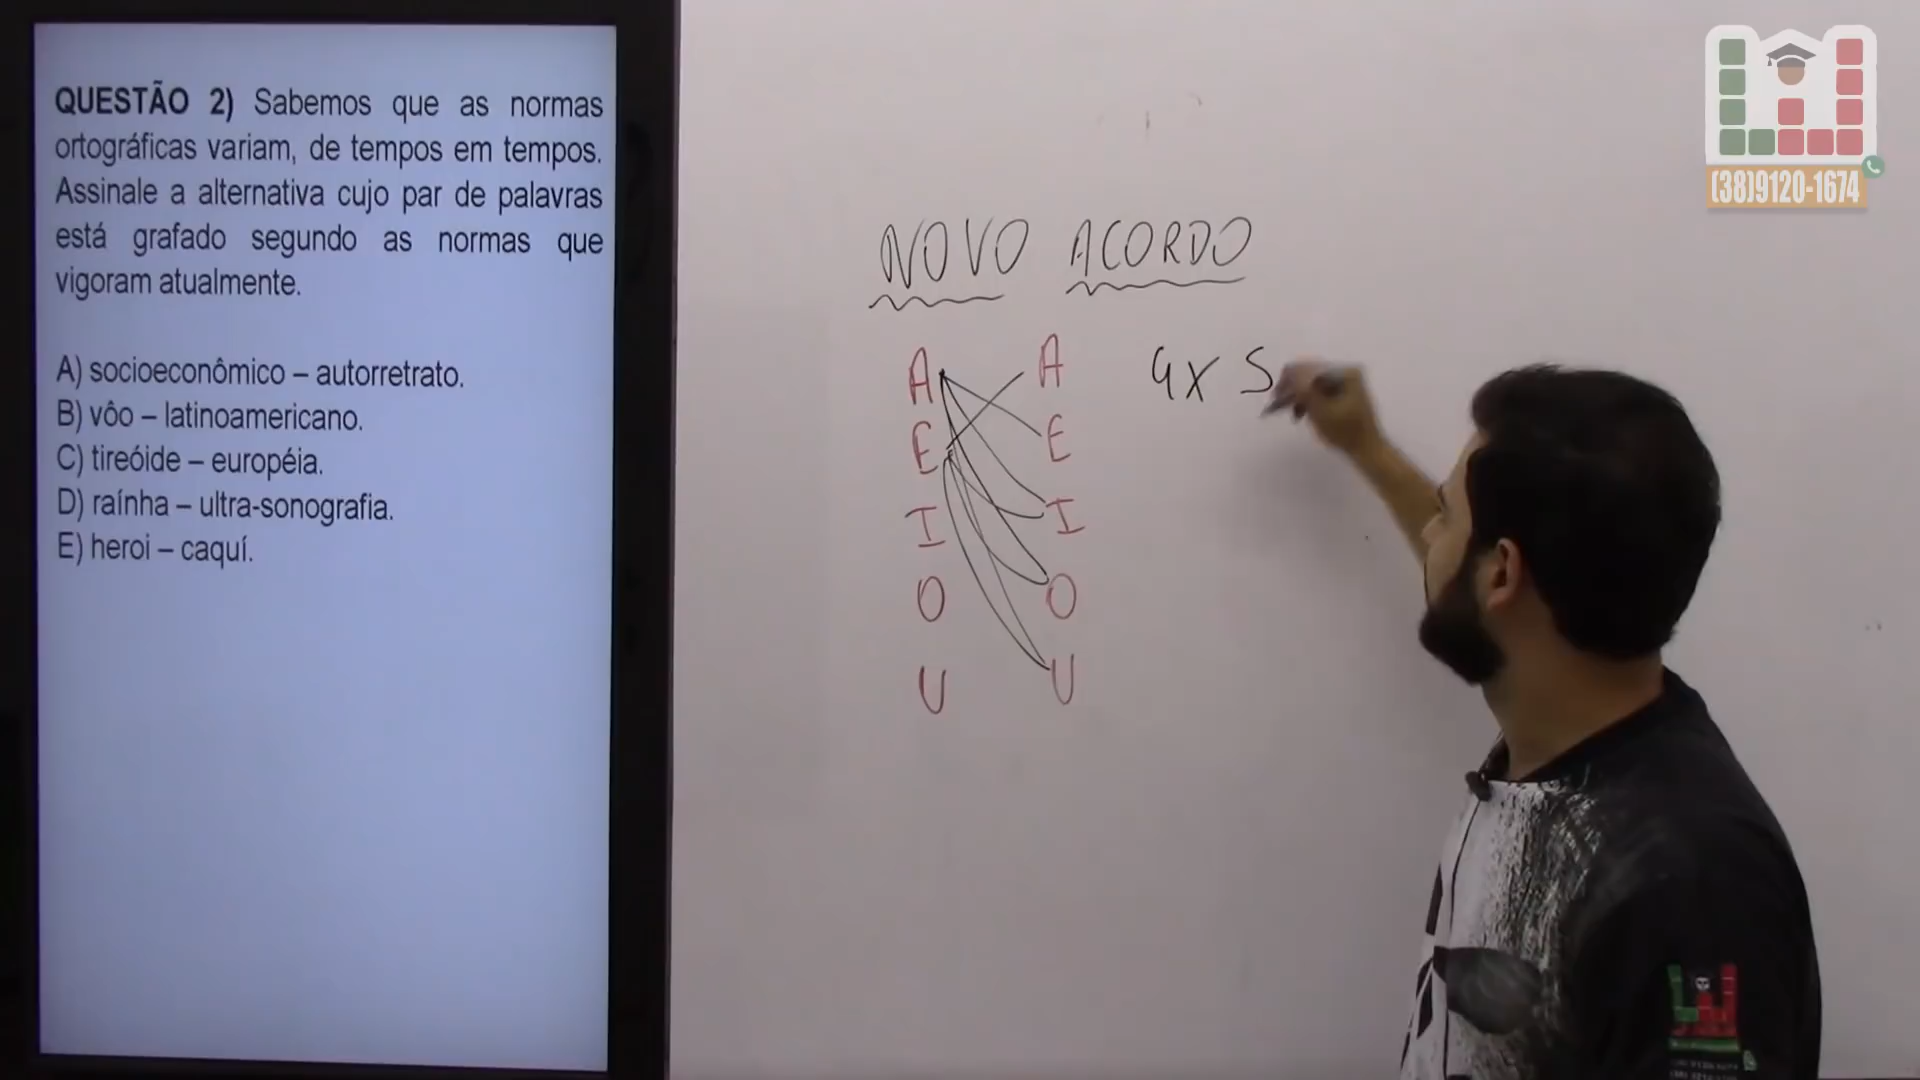 QUESTÃO 2) Sabemos que as normas
ortográficas variam, de tempos em tempos.
Assinale a alternativa cujo par de palavras
está grafado segundo as normas que
vigoram atualmente.
A) socioeconômico – autorretrato.
B) vôo – latinoamericano.
C) tireóide – européia.
D) raínha – ultra-sonografia.
E) heroi – caquí.
NOVO ACORDO
A A 4X S
E E
I I
O O
U U
(38)9120-1674